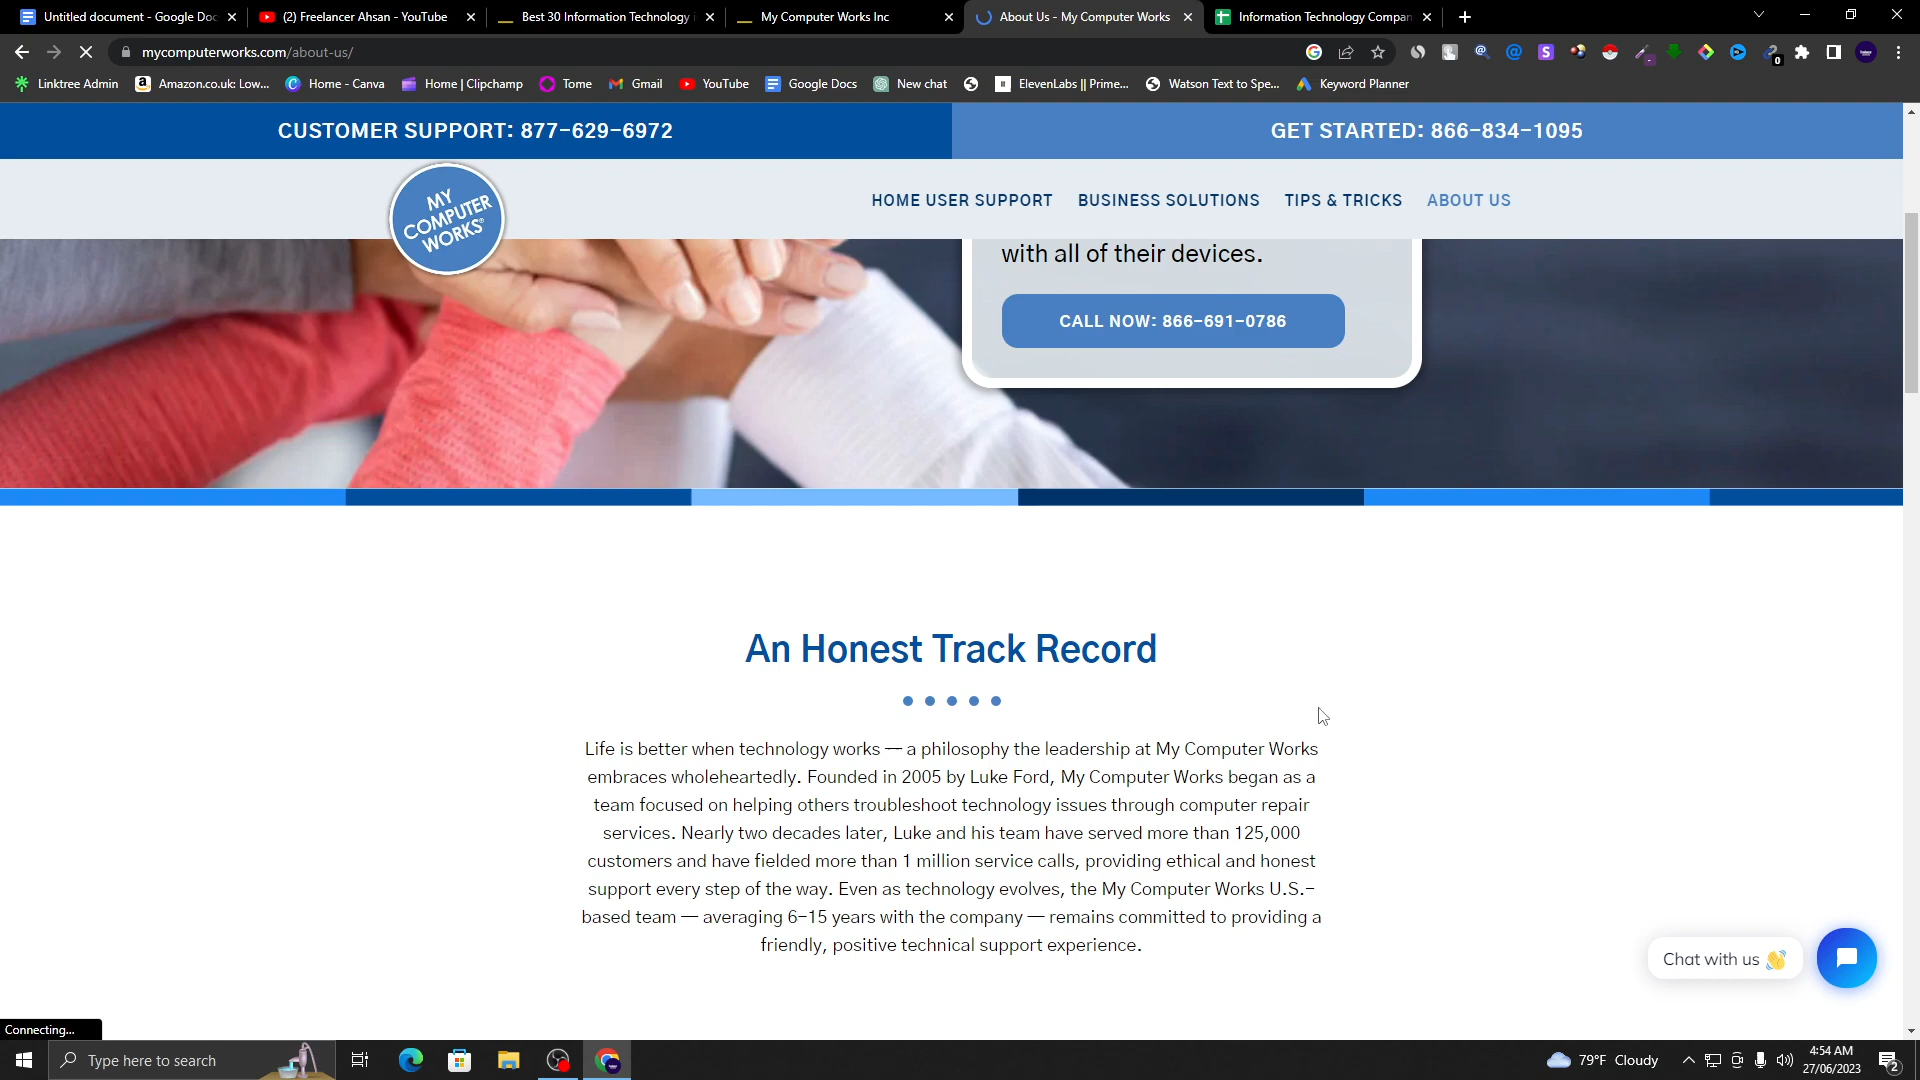 Untitled document - Google Doc
(2) Freelancer Ahsan - YouTube
Best 30 Information Technology i
My Computer Works Inc
About Us - My Computer Works
Information Technology Compan
mycomputerworks.com/about-us/
Linktree Admin
Amazon.co.uk: Low...
Home - Canva
Home | Clipchamp
Tome
Gmail
YouTube
Google Docs
New chat
ElevenLabs || Prime...
Watson Text to Spe...
Keyword Planner
CUSTOMER SUPPORT: 877-629-6972
GET STARTED: 866-834-1095
MY
COMPUTER
WORKS®
HOME USER SUPPORT
BUSINESS SOLUTIONS
TIPS & TRICKS
ABOUT US
with all of their devices.
CALL NOW: 866-691-0786
An Honest Track Record
Life is better when technology works — a philosophy the leadership at My Computer Works
embraces wholeheartedly. Founded in 2005 by Luke Ford, My Computer Works began as a
team focused on helping others troubleshoot technology issues through computer repair
services. Nearly two decades later, Luke and his team have served more than 125,000
customers and have fielded more than 1 million service calls, providing ethical and honest
support every step of the way. Even as technology evolves, the My Computer Works U.S.-
based team — averaging 6-15 years with the company — remains committed to providing a
friendly, positive technical support experience.
Chat with us 👋
Connecting...
Type here to search
79°F Cloudy
4:54 AM
27/06/2023
2